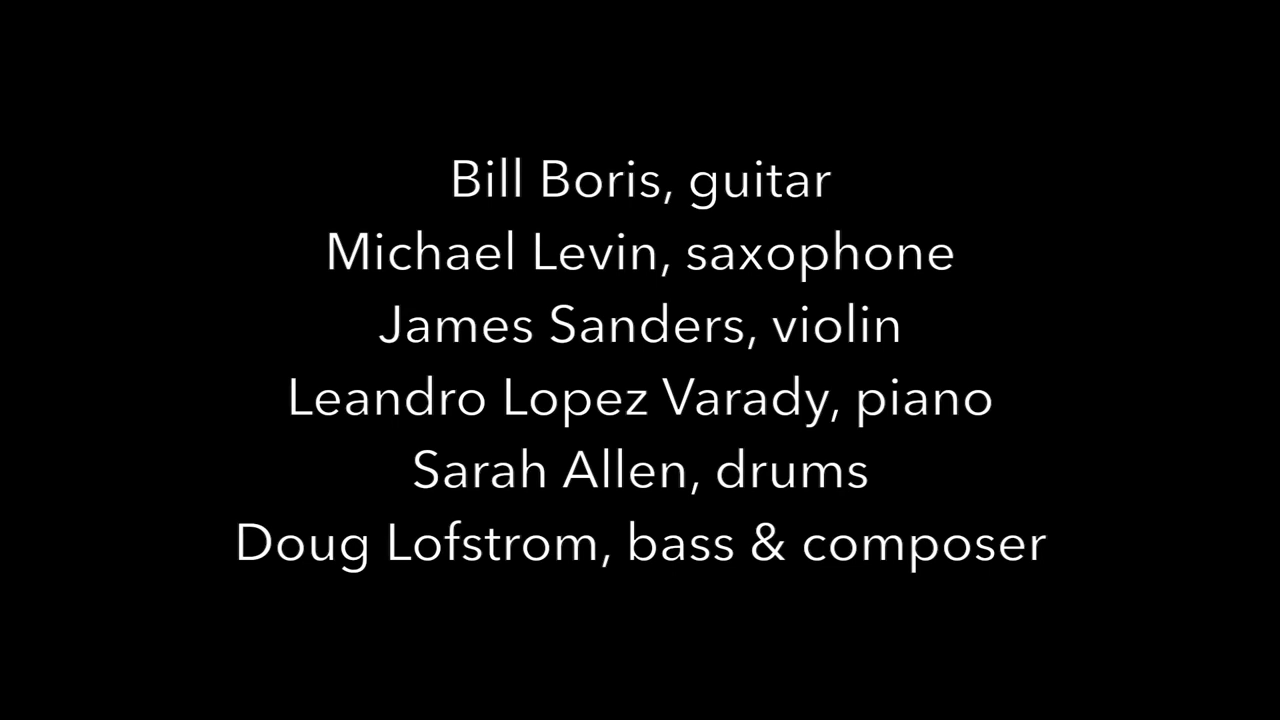 Bill Boris, guitar
Michael Levin, saxophone
James Sanders, violin
Leandro Lopez Varady, piano
Sarah Allen, drums
Doug Lofstrom, bass & composer